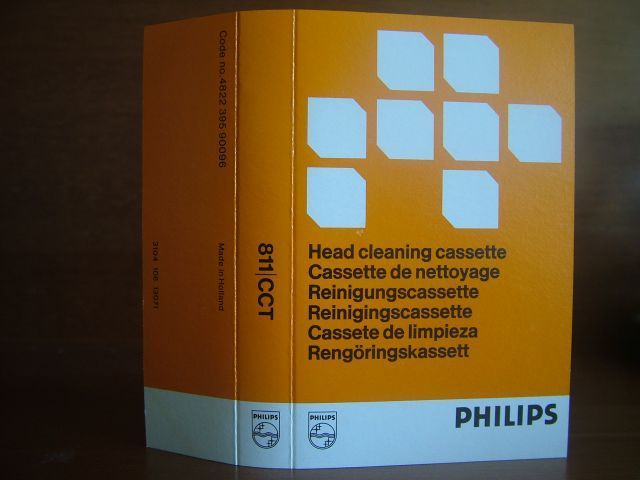 Code no. 4822 395 90096
Made in Holland
3104 106 13071
811|CCT
PHILIPS
Head cleaning cassette
Cassette de nettoyage
Reinigungscassette
Reinigingscassette
Cassete de limpieza
Rengöringskassett
PHILIPS
PHILIPS